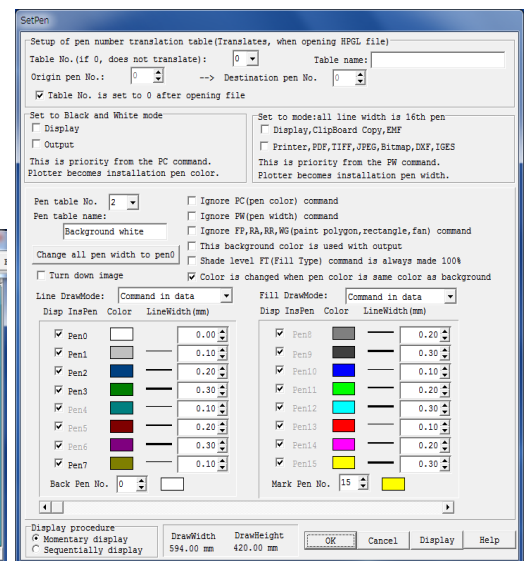 SetPen
Setup of pen number translation table(Translates, when opening HPGL file)
Table No.(if 0, does not translate): 0 Table name:
Origin pen No.: 0 --> Destination pen No. 0
Table No. is set to 0 after opening file
Set to Black and White mode
Display
Output
This is priority from the PC command.
Plotter becomes installation pen color.
Set to mode:all line width is 16th pen
Display,ClipBoard Copy,EMF
Printer,PDF,TIFF,JPEG,Bitmap,DXF,IGES
This is priority from the PW command.
Plotter becomes installation pen width.
Pen table No. 2
Pen table name:
Background white
Change all pen width to pen0
Turn down image
Ignore PC(pen color) command
Ignore PW(pen width) command
Ignore FP,RA,RR,WG(paint polygon,rectangle,fan) command
This background color is used with output
Shade level FT(Fill Type) command is always made 100%
Color is changed when pen color is same color as background
Line DrawMode: Command in data
Disp InsPen Color LineWidth(mm)
Pen0 0.00
Pen1 0.10
Pen2 0.20
Pen3 0.30
Pen4 0.10
Pen5 0.20
Pen6 0.30
Pen7 0.10
Back Pen No. 0
Fill DrawMode: Command in data
Disp InsPen Color LineWidth(mm)
Pen8 0.20
Pen9 0.30
Pen10 0.10
Pen11 0.20
Pen12 0.30
Pen13 0.10
Pen14 0.20
Pen15 0.30
Mark Pen No. 15
Display procedure
Momentary display
Sequentially display
DrawWidth DrawHeight
594.00 mm 420.00 mm
OK Cancel Display Help